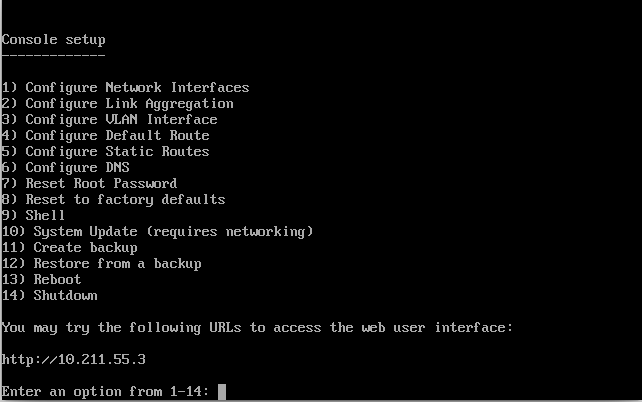 Console setup
-------------
1) Configure Network Interfaces
2) Configure Link Aggregation
3) Configure VLAN Interface
4) Configure Default Route
5) Configure Static Routes
6) Configure DNS
7) Reset Root Password
8) Reset to factory defaults
9) Shell
10) System Update (requires networking)
11) Create backup
12) Restore from a backup
13) Reboot
14) Shutdown
You may try the following URLs to access the web user interface:
http://10.211.55.3
Enter an option from 1-14: